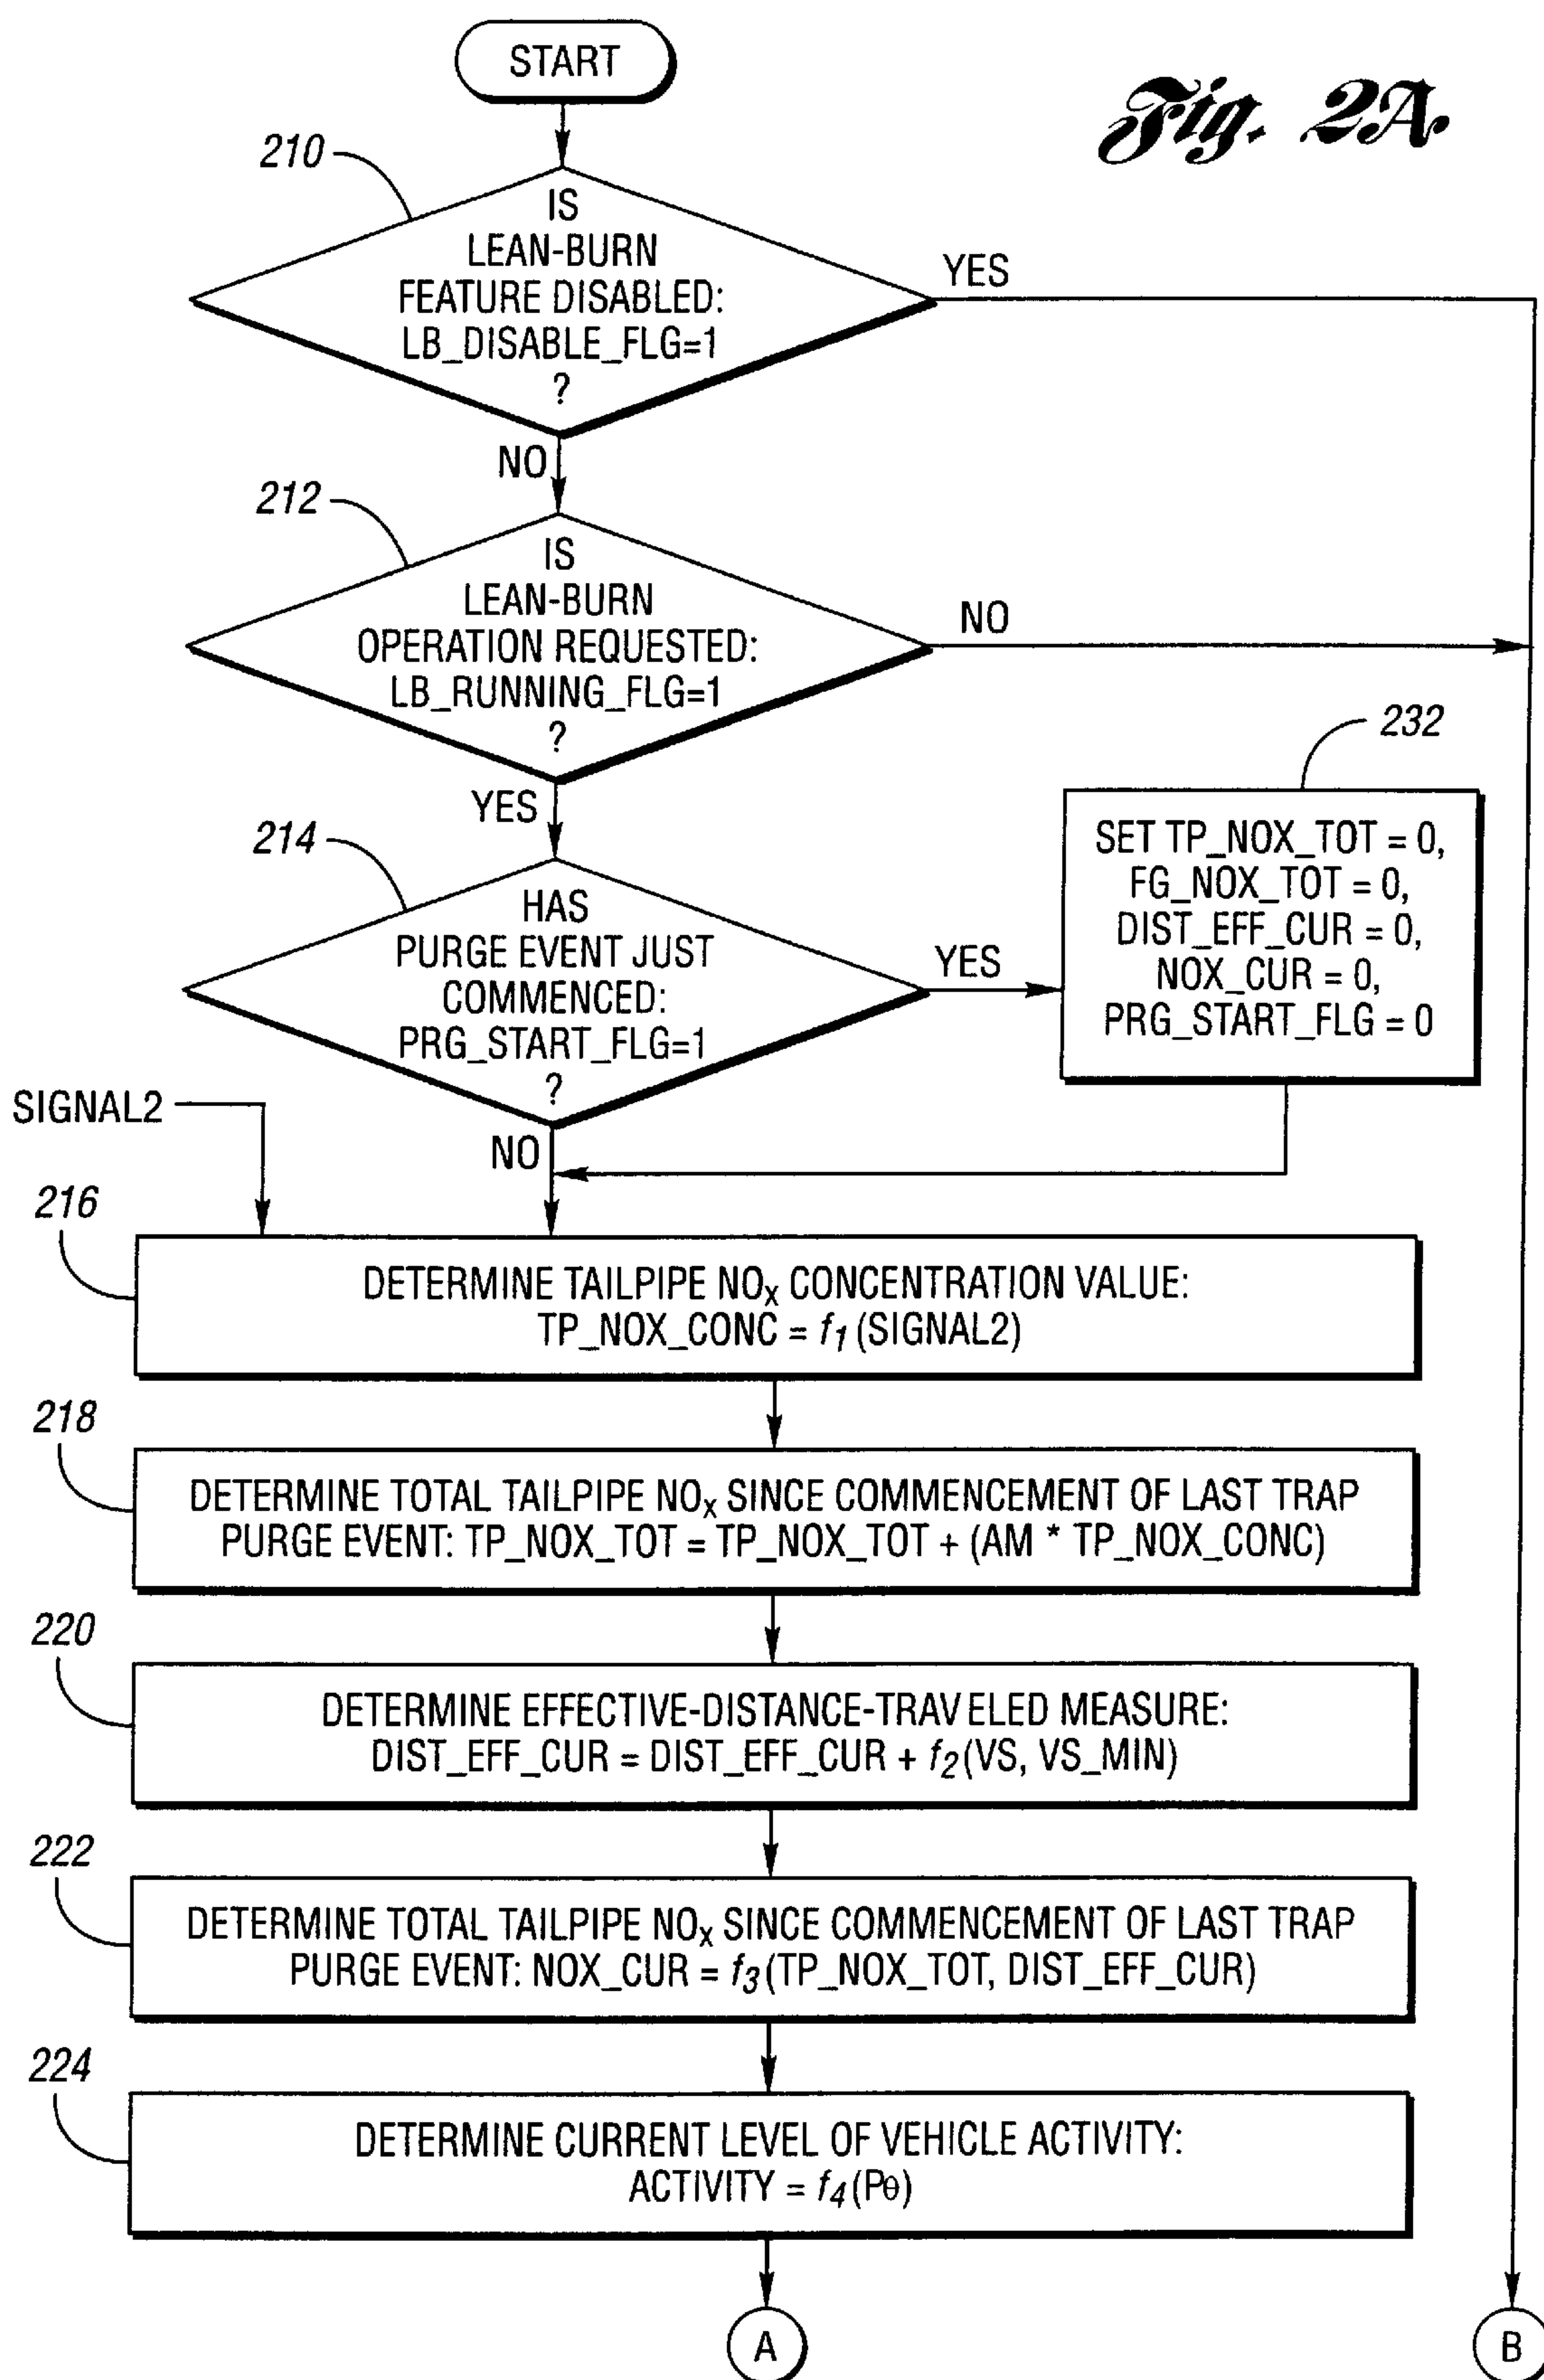 START
Fig. 2A.
210
IS
LEAN-BURN
FEATURE DISABLED:
LB_DISABLE_FLG=1
?
YES
NO
212
IS
LEAN-BURN
OPERATION REQUESTED:
LB_RUNNING_FLG=1
?
NO
YES
214
HAS
PURGE EVENT JUST
COMMENCED:
PRG_START_FLG=1
?
YES
232
SET TP_NOX_TOT = 0,
FG_NOX_TOT = 0,
DIST_EFF_CUR = 0,
NOX_CUR = 0,
PRG_START_FLG = 0
SIGNAL2
NO
216
DETERMINE TAILPIPE NOx CONCENTRATION VALUE:
TP_NOX_CONC = f1 (SIGNAL2)
218
DETERMINE TOTAL TAILPIPE NOx SINCE COMMENCEMENT OF LAST TRAP
PURGE EVENT: TP_NOX_TOT = TP_NOX_TOT + (AM * TP_NOX_CONC)
220
DETERMINE EFFECTIVE-DISTANCE-TRAVELED MEASURE:
DIST_EFF_CUR = DIST_EFF_CUR + f2(VS, VS_MIN)
222
DETERMINE TOTAL TAILPIPE NOx SINCE COMMENCEMENT OF LAST TRAP
PURGE EVENT: NOX_CUR = f3(TP_NOX_TOT, DIST_EFF_CUR)
224
DETERMINE CURRENT LEVEL OF VEHICLE ACTIVITY:
ACTIVITY = f4(Pθ)
A
B